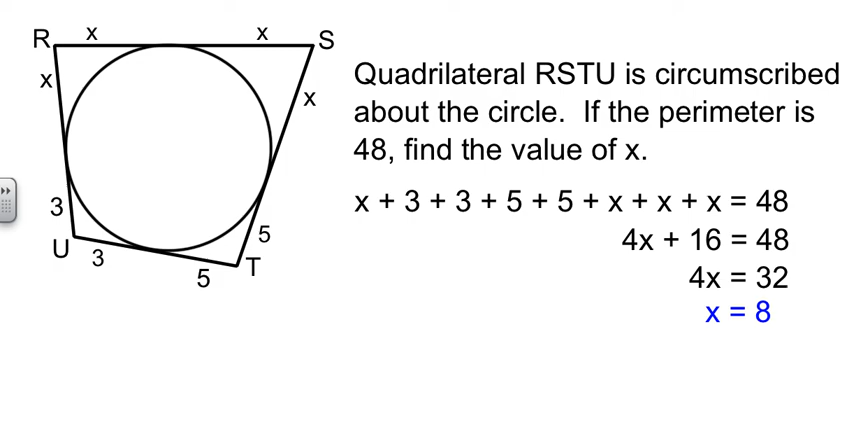 R x x S
x
x
3
U 3
5
5 T
Quadrilateral RSTU is circumscribed
about the circle. If the perimeter is
48, find the value of x.
x + 3 + 3 + 5 + 5 + x + x + x = 48
4x + 16 = 48
4x = 32
x = 8